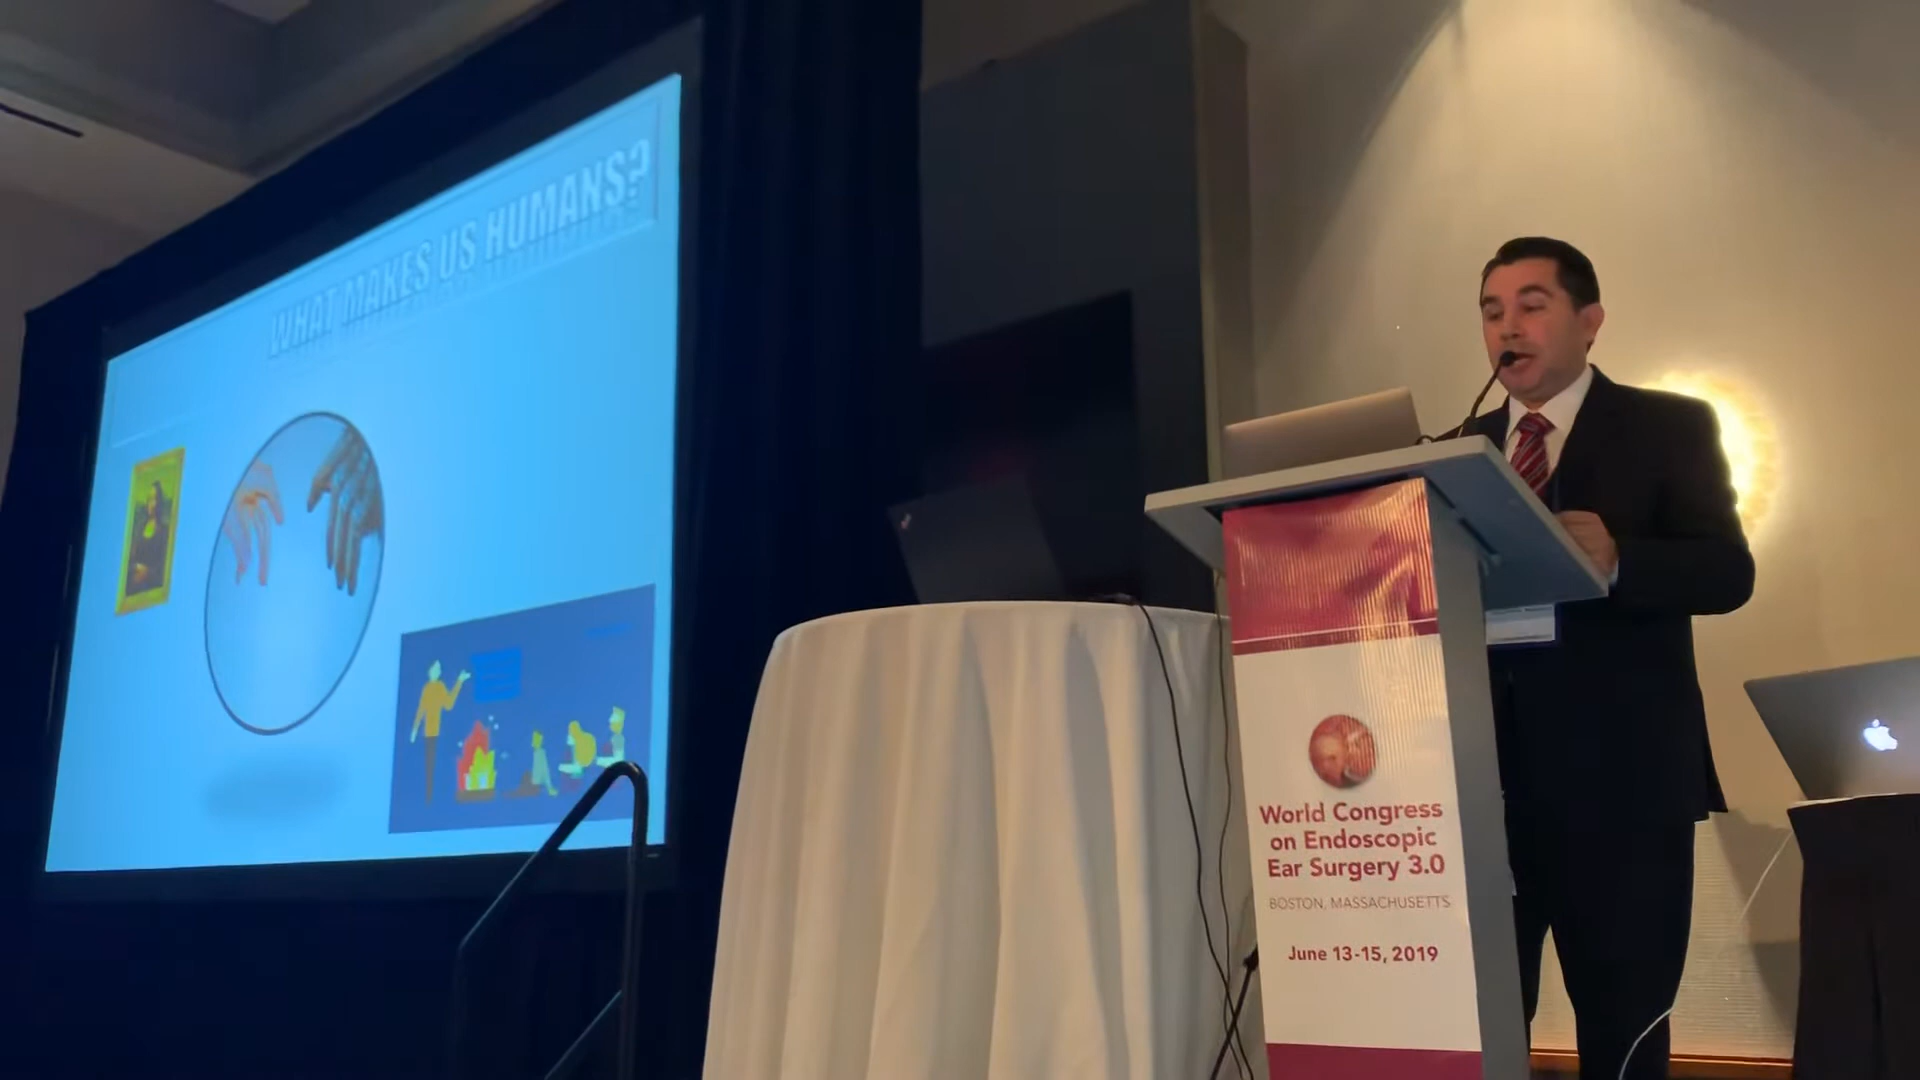 WHAT MAKES US HUMANS?
World Congress
on Endoscopic
Ear Surgery 3.0
BOSTON, MASSACHUSETTS
June 13-15, 2019